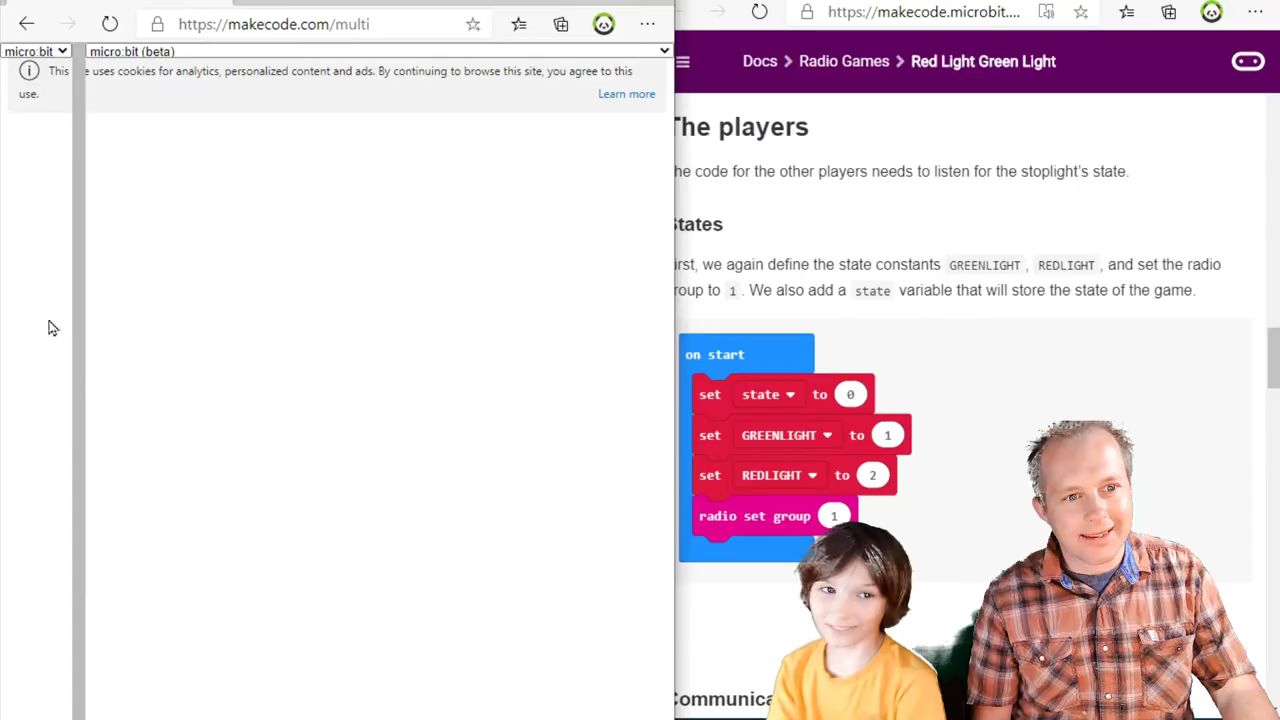 https://makecode.com/multi
micro:bit
micro:bit (beta)
This
e uses cookies for analytics, personalized content and ads. By continuing to browse this site, you agree to this
use.
Learn more
https://makecode.microbit....
Docs > Radio Games > Red Light Green Light
The players
he code for the other players needs to listen for the stoplight's state.
States
irst, we again define the state constants GREENLIGHT, REDLIGHT, and set the radio
roup to 1. We also add a state variable that will store the state of the game.
on start
set state to 0
set GREENLIGHT to 1
set REDLIGHT to 2
radio set group 1
Communica